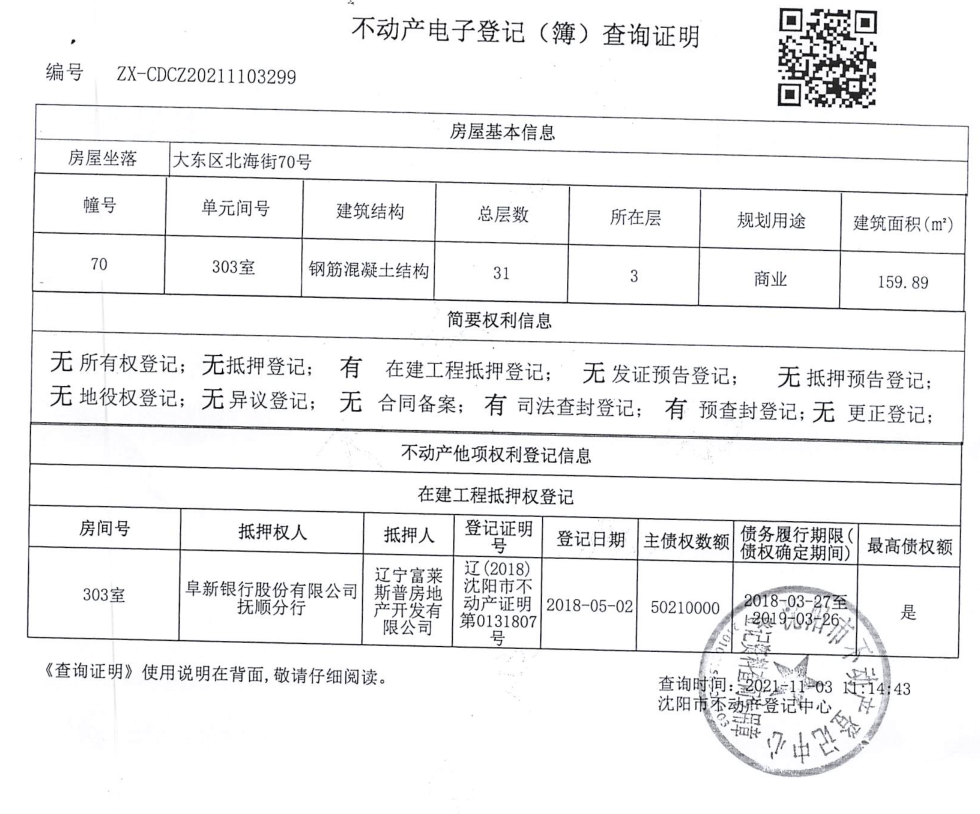 不动产电子登记（簿）查询证明
编号 ZX-CDCZ20211103299
房屋基本信息
房屋坐落 大东区北海街70号
幢号 单元间号 建筑结构 总层数 所在层 规划用途 建筑面积(㎡)
70 303室 钢筋混凝土结构 31 3 商业 159.89
简要权利信息
无 所有权登记； 无抵押登记； 有 在建工程抵押登记； 无 发证预告登记； 无 抵押预告登记；
无 地役权登记； 无 异议登记； 无 合同备案； 有 司法查封登记； 有 预查封登记； 无 更正登记；
不动产他项权利登记信息
在建工程抵押权登记
房间号 抵押权人 抵押人 登记证明号 登记日期 主债权数额 债务履行期限(债权确定期间) 最高债权额
303室 阜新银行股份有限公司抚顺分行 辽宁富莱斯普房地产开发有限公司 辽(2018)沈阳市不动产证明第0131807号 2018-05-02 50210000 2018-03-27至2019-03-26 是
《查询证明》使用说明在背面,敬请仔细阅读。
查询时间：2021-11-03 11:14:43
沈阳市不动产登记中心
沈阳市不动产登记中心